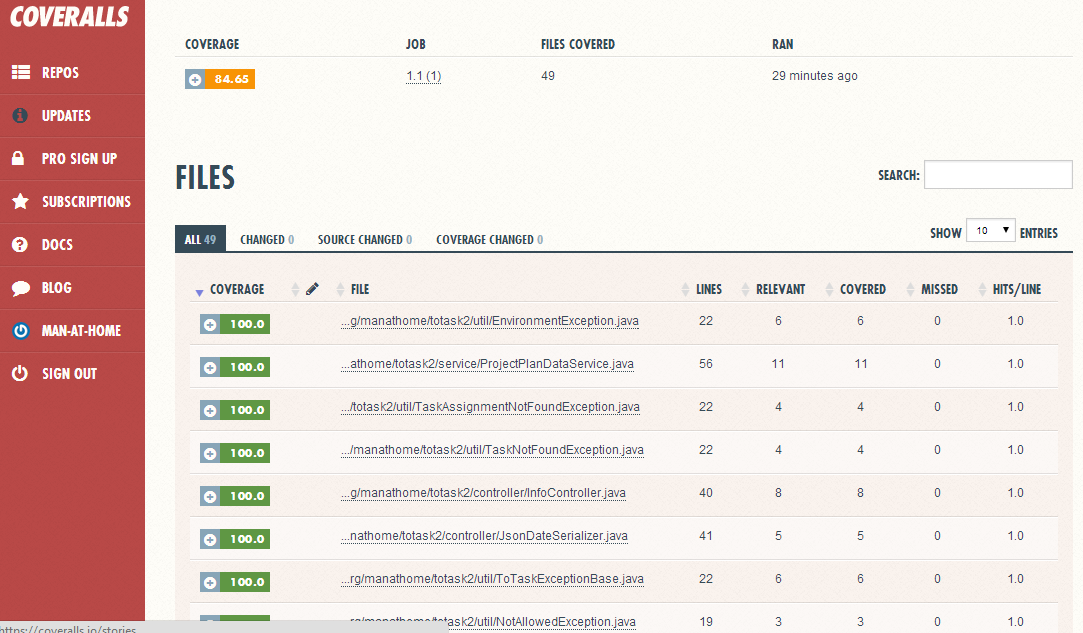 COVERALLS
REPOS
UPDATES
PRO SIGN UP
SUBSCRIPTIONS
DOCS
BLOG
MAN-AT-HOME
SIGN OUT
COVERAGE JOB FILES COVERED RAN
84.65 1.1 (1) 49 29 minutes ago
FILES
SEARCH:
ALL 49 CHANGED 0 SOURCE CHANGED 0 COVERAGE CHANGED 0
SHOW 10 ENTRIES
COVERAGE FILE LINES RELEVANT COVERED MISSED HITS/LINE
100.0 ...g/manathome/totask2/util/EnvironmentException.java 22 6 6 0 1.0
100.0 ...athome/totask2/service/ProjectPlanDataService.java 56 11 11 0 1.0
100.0 .../totask2/util/TaskAssignmentNotFoundException.java 22 4 4 0 1.0
100.0 .../manathome/totask2/util/TaskNotFoundException.java 22 4 4 0 1.0
100.0 ...g/manathome/totask2/controller/InfoController.java 40 8 8 0 1.0
100.0 ...nathome/totask2/controller/JsonDateSerializer.java 41 5 5 0 1.0
100.0 ...rg/manathome/totask2/util/ToTaskExceptionBase.java 22 6 6 0 1.0
...rg/manathome/totask2/util/NotAllowedException.java 19 3 3 0 1.0
https://coveralls.io/stories